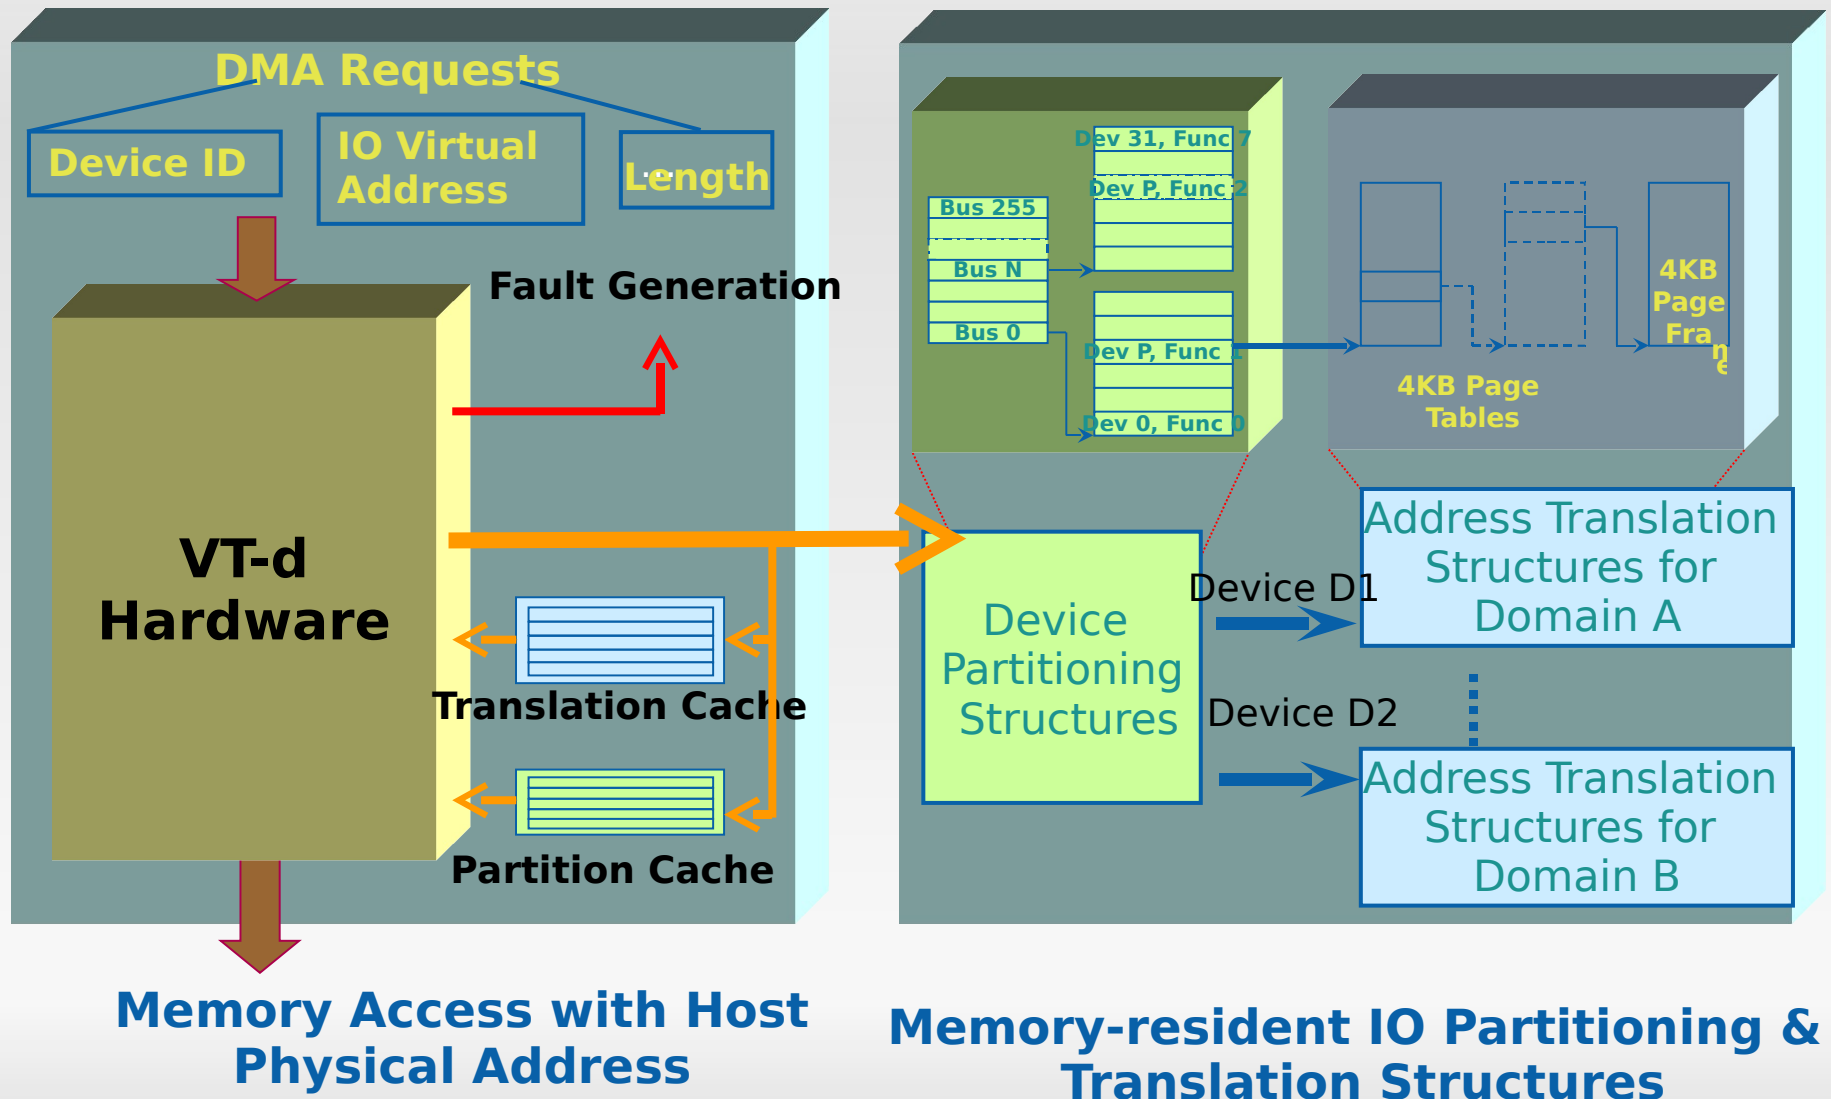 DMA Requests
Device ID
IO Virtual
Address
...
Length
Fault Generation
VT-d
Hardware
Translation Cache
Partition Cache
Memory Access with Host
Physical Address
Dev 31, Func 7
Dev P, Func 2
Bus 255
Bus N
Bus 0
Dev P, Func 1
Dev 0, Func 0
4KB
Page
Fra
m
e
4KB Page
Tables
Device
Partitioning
Structures
Device D1
Device D2
Address Translation
Structures for
Domain A
Address Translation
Structures for
Domain B
Memory-resident IO Partitioning &
Translation Structures